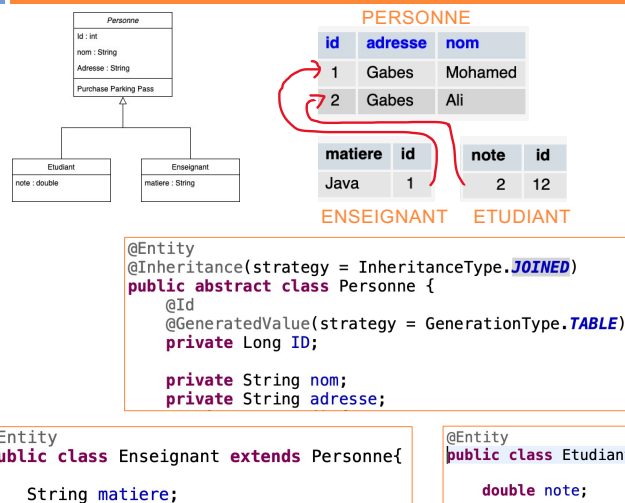 Personne
Id : int
nom : String
Adresse : String
Purchase Parking Pass
Etudiant
note : double
Enseignant
matiere : String
PERSONNE
id adresse nom
1 Gabes Mohamed
2 Gabes Ali
matiere id
Java 1
ENSEIGNANT
note id
2 12
ETUDIANT
@Entity
@Inheritance(strategy = InheritanceType.JOINED)
public abstract class Personne {
@Id
@GeneratedValue(strategy = GenerationType.TABLE)
private Long ID;
private String nom;
private String adresse;
Entity
ublic class Enseignant extends Personne{
String matiere;
@Entity
public class Etudian
double note;